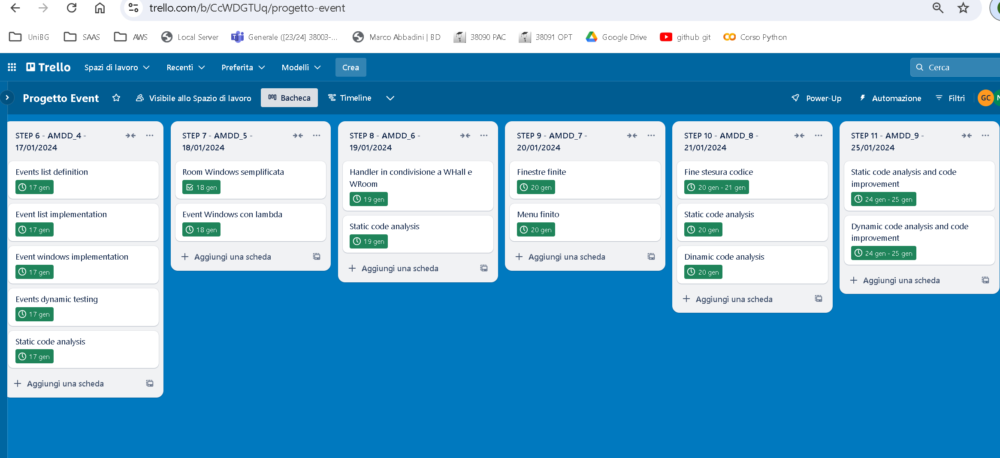 trello.com/b/CcWDGTUq/progetto-event
UniBG SAAS AWS Local Server Generale ([23/24] 38003-... Marco Abbadini | BD 38090 PAC 38091 OPT Google Drive github git Corso Python
Trello Spazi di lavoro Recenti Preferita Modelli Crea Cerca
Progetto Event Visibile allo Spazio di lavoro Bacheca Timeline Power-Up Automazione Filtri GC
STEP 6 - AMDD_4 -
17/01/2024
Events list definition
17 gen
Event list implementation
17 gen
Event windows implementation
17 gen
Events dynamic testing
17 gen
Static code analysis
17 gen
Aggiungi una scheda
STEP 7 - AMDD_5 -
18/01/2024
Room Windows semplificata
18 gen
Event Windows con lambda
18 gen
Aggiungi una scheda
STEP 8 - AMDD_6 -
19/01/2024
Handler in condivisione a WHall e
WRoom
19 gen
Static code analysis
19 gen
Aggiungi una scheda
STEP 9 - AMDD_7 -
20/01/2024
Finestre finite
20 gen
Menu finito
20 gen
Aggiungi una scheda
STEP 10 - AMDD_8 -
21/01/2024
Fine stesura codice
20 gen - 21 gen
Static code analysis
20 gen
Dinamic code analysis
20 gen
Aggiungi una scheda
STEP 11 - AMDD_9 -
25/01/2024
Static code analysis and code
improvement
24 gen - 25 gen
Dynamic code analysis and code
improvement
24 gen - 25 gen
Aggiungi una scheda